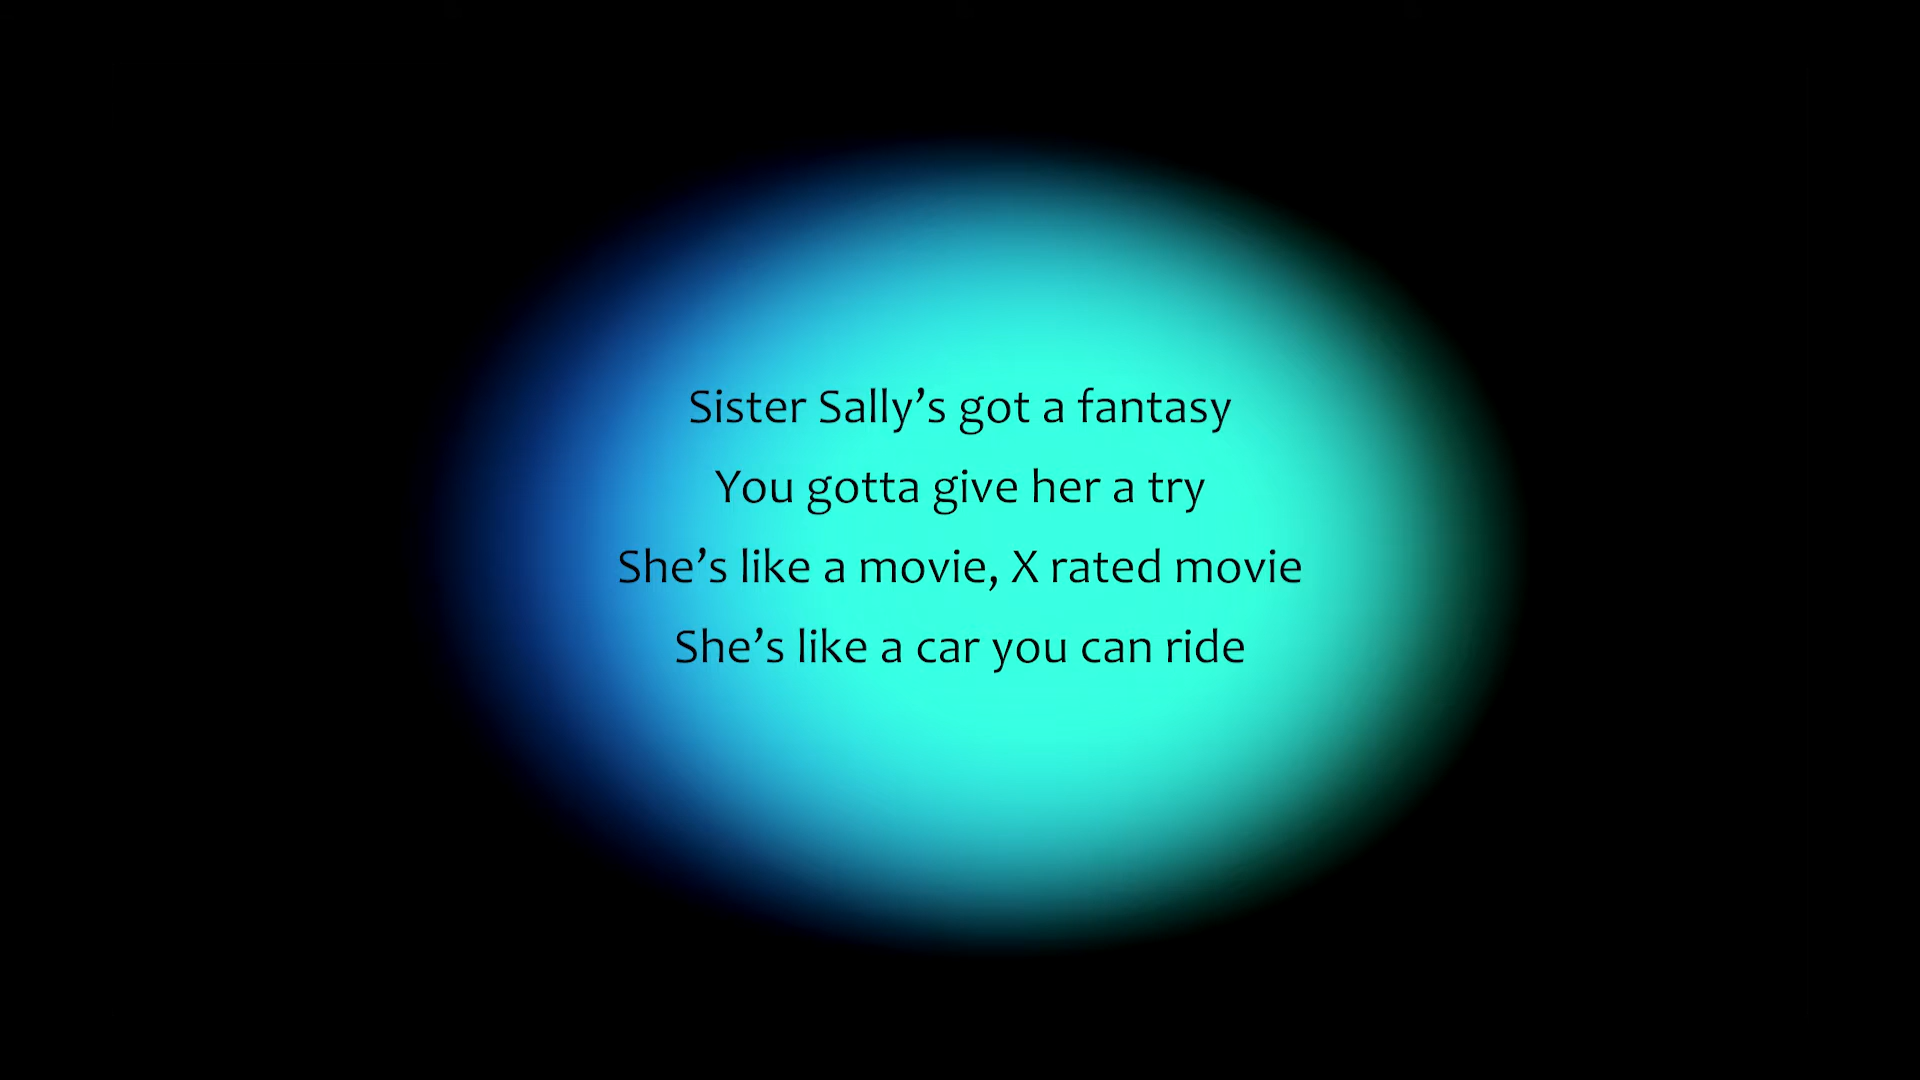 Sister Sally’s got a fantasy
You gotta give her a try
She’s like a movie, X rated movie
She’s like a car you can ride